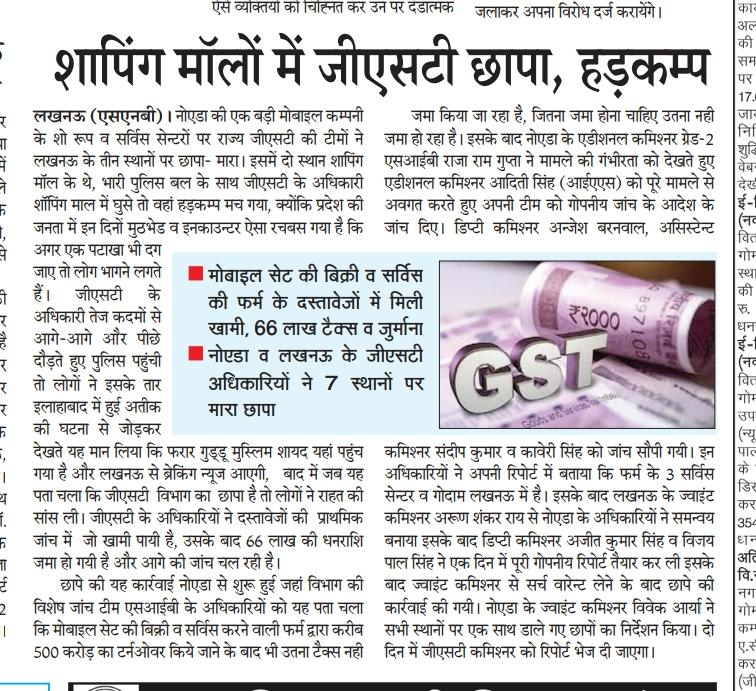 ऐसे व्यक्तियों को चिह्नित कर उन पर दंडात्मक
जलाकर अपना विरोध दर्ज करायेंगे।
शापिंग मॉलों में जीएसटी छापा, हड़कम्प
लखनऊ (एसएनबी)। नोएडा की एक बड़ी मोबाइल कम्पनी
के शो रूप व सर्विस सेन्टरों पर राज्य जीएसटी की टीमों ने
लखनऊ के तीन स्थानों पर छापा- मारा। इसमें दो स्थान शापिंग
मॉल के थे, भारी पुलिस बल के साथ जीएसटी के अधिकारी
शॉपिंग माल में घुसे तो वहां हड़कम्प मच गया, क्योंकि प्रदेश की
जनता में इन दिनों मुठभेड व इनकाउन्टर ऐसा रचबस गया है कि
अगर एक पटाखा भी दग
जाए तो लोग भागने लगते
हैं। जीएसटी के
अधिकारी तेज कदमों से
आगे-आगे और पीछे
दौड़ते हुए पुलिस पहुंची
तो लोगों ने इसके तार
इलाहाबाद में हुई अतीक
की घटना से जोड़कर
देखते यह मान लिया कि फरार गुड्डू मुस्लिम शायद यहां पहुंच
गया है और लखनऊ से ब्रेकिंग न्यूज आएगी, बाद में जब यह
पता चला कि जीएसटी विभाग का छापा है तो लोगों ने राहत की
सांस ली। जीएसटी के अधिकारियों ने दस्तावेजों की प्राथमिक
जांच में जो खामी पायी है, उसके बाद 66 लाख की धनराशि
जमा हो गयी है और आगे की जांच चल रही है।
छापे की यह कार्रवाई नोएडा से शुरू हुई जहां विभाग की
विशेष जांच टीम एसआईबी के अधिकारियों को यह पता चला
कि मोबाइल सेट की बिक्री व सर्विस करने वाली फर्म द्वारा करीब
500 करोड़ का टर्नओवर किये जाने के बाद भी उतना टैक्स नही
मोबाइल सेट की बिक्री व सर्विस
की फर्म के दस्तावेजों में मिली
खामी, 66 लाख टैक्स व जुर्माना
नोएडा व लखनऊ के जीएसटी
अधिकारियों ने 7 स्थानों पर
मारा छापा
₹2000
GST
जमा किया जा रहा है, जितना जमा होना चाहिए उतना नही
जमा हो रहा है। इसके बाद नोएडा के एडीशनल कमिश्नर ग्रेड-2
एसआईबी राजा राम गुप्ता ने मामले की गंभीरता को देखते हुए
एडीशनल कमिश्नर आदिती सिंह (आईएएस) को पूरे मामले से
अवगत करते हुए अपनी टीम को गोपनीय जांच के आदेश के
जांच दिए। डिप्टी कमिश्नर अन्जेश बरनवाल, असिस्टेन्ट
कमिश्नर संदीप कुमार व कावेरी सिंह को जांच सौपी गयी। इन
अधिकारियों ने अपनी रिपोर्ट में बताया कि फर्म के 3 सर्विस
सेन्टर व गोदाम लखनऊ में है। इसके बाद लखनऊ के ज्वाइंट
कमिश्नर अरूण शंकर राय से नोएडा के अधिकारियों ने समन्वय
बनाया इसके बाद डिप्टी कमिश्नर अजीत कुमार सिंह व विजय
पाल सिंह ने एक दिन में पूरी गोपनीय रिपोर्ट तैयार कर ली इसके
बाद ज्वाइंट कमिश्नर से सर्च वारेन्ट लेने के बाद छापे की
कार्रवाई की गयी। नोएडा के ज्वाइंट कमिश्नर विवेक आर्या ने
सभी स्थानों पर एक साथ डाले गए छापों का निर्देशन किया। दो
दिन में जीएसटी कमिश्नर को रिपोर्ट भेज दी जाएगा।